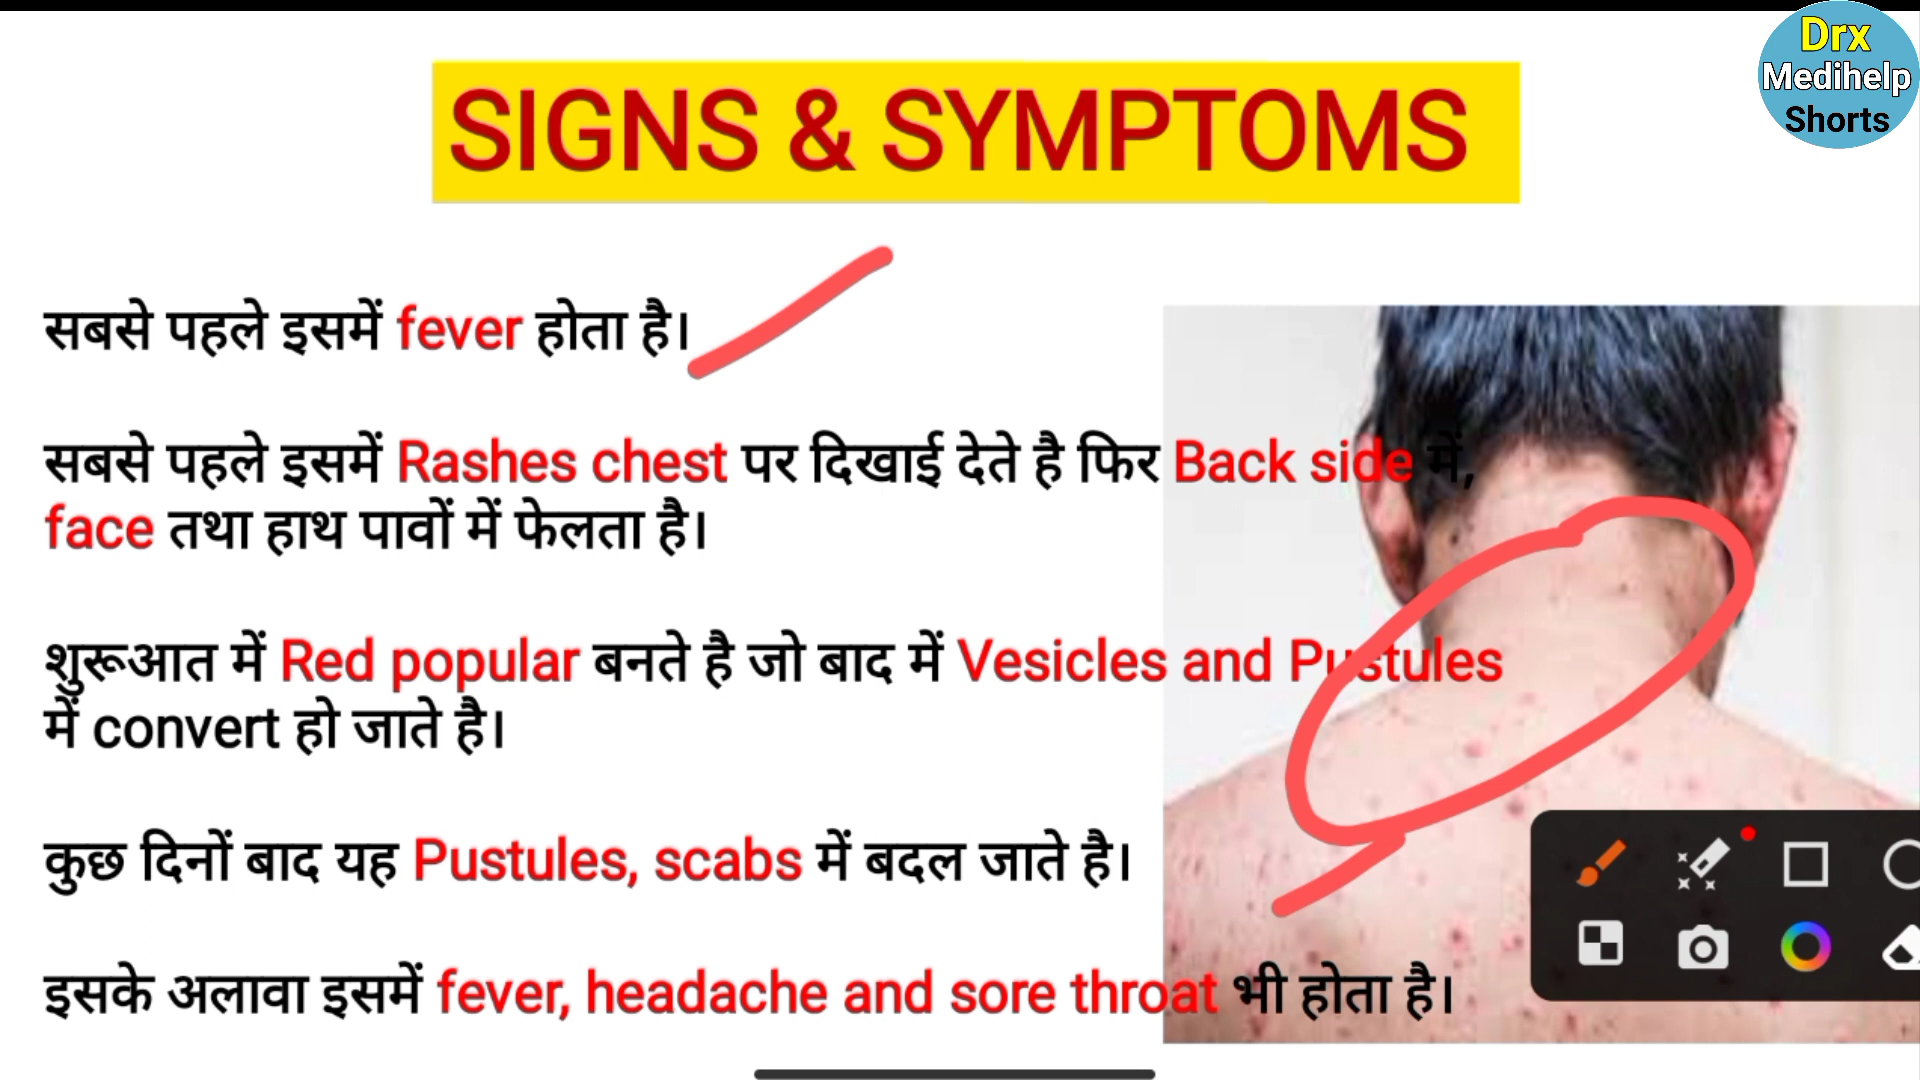 Drx
Medihelp
Shorts
SIGNS & SYMPTOMS
सबसे पहले इसमें fever होता है।
सबसे पहले इसमें Rashes chest पर दिखाई देते है फिर Back side में,
face तथा हाथ पावों में फेलता है।
शुरूआत में Red popular बनते है जो बाद में Vesicles and Pustules
में convert हो जाते है।
कुछ दिनों बाद यह Pustules, scabs में बदल जाते है।
इसके अलावा इसमें fever, headache and sore throat भी होता है।